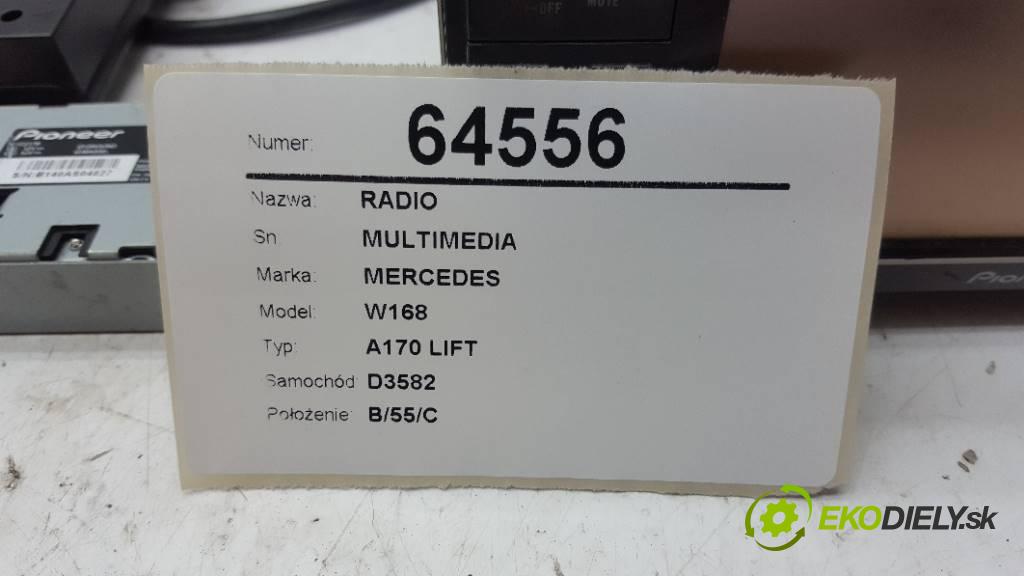 OFF MUTE
Pioneer
S/N:
Numer: 64556
Nazwa: RADIO
Sn. MULTIMEDIA
Marka: MERCEDES
Model: W168
Typ: A170 LIFT
Samochód: D3582
Położenie: B/55/C
EKODIELY.sk